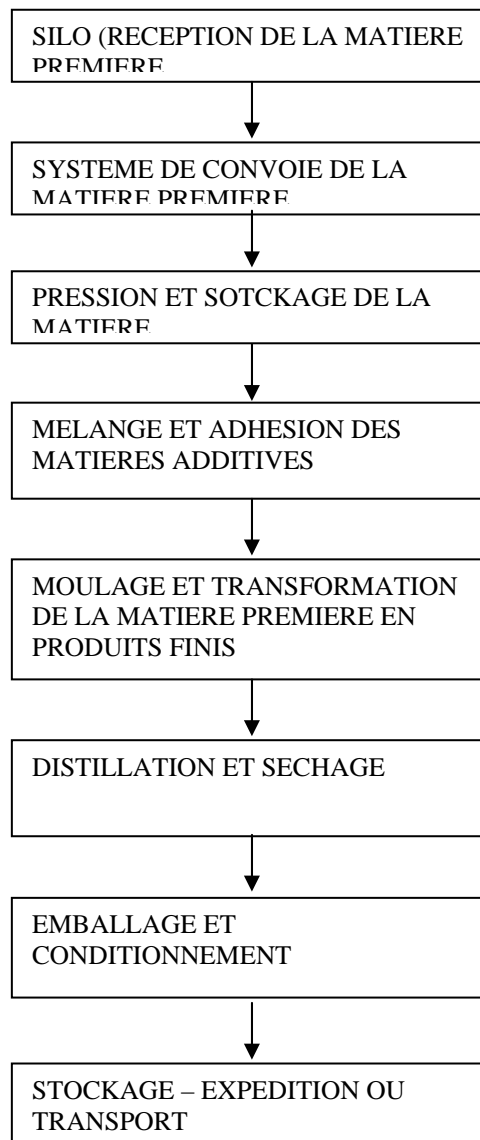 SILO (RECEPTION DE LA MATIERE
PREMIERE
SYSTEME DE CONVOIE DE LA
MATIERE PREMIERE
PRESSION ET SOTCKAGE DE LA
MATIERE
MELANGE ET ADHESION DES
MATIERES ADDITIVES
MOULAGE ET TRANSFORMATION
DE LA MATIERE PREMIERE EN
PRODUITS FINIS
DISTILLATION ET SECHAGE
EMBALLAGE ET
CONDITIONNEMENT
STOCKAGE – EXPEDITION OU
TRANSPORT